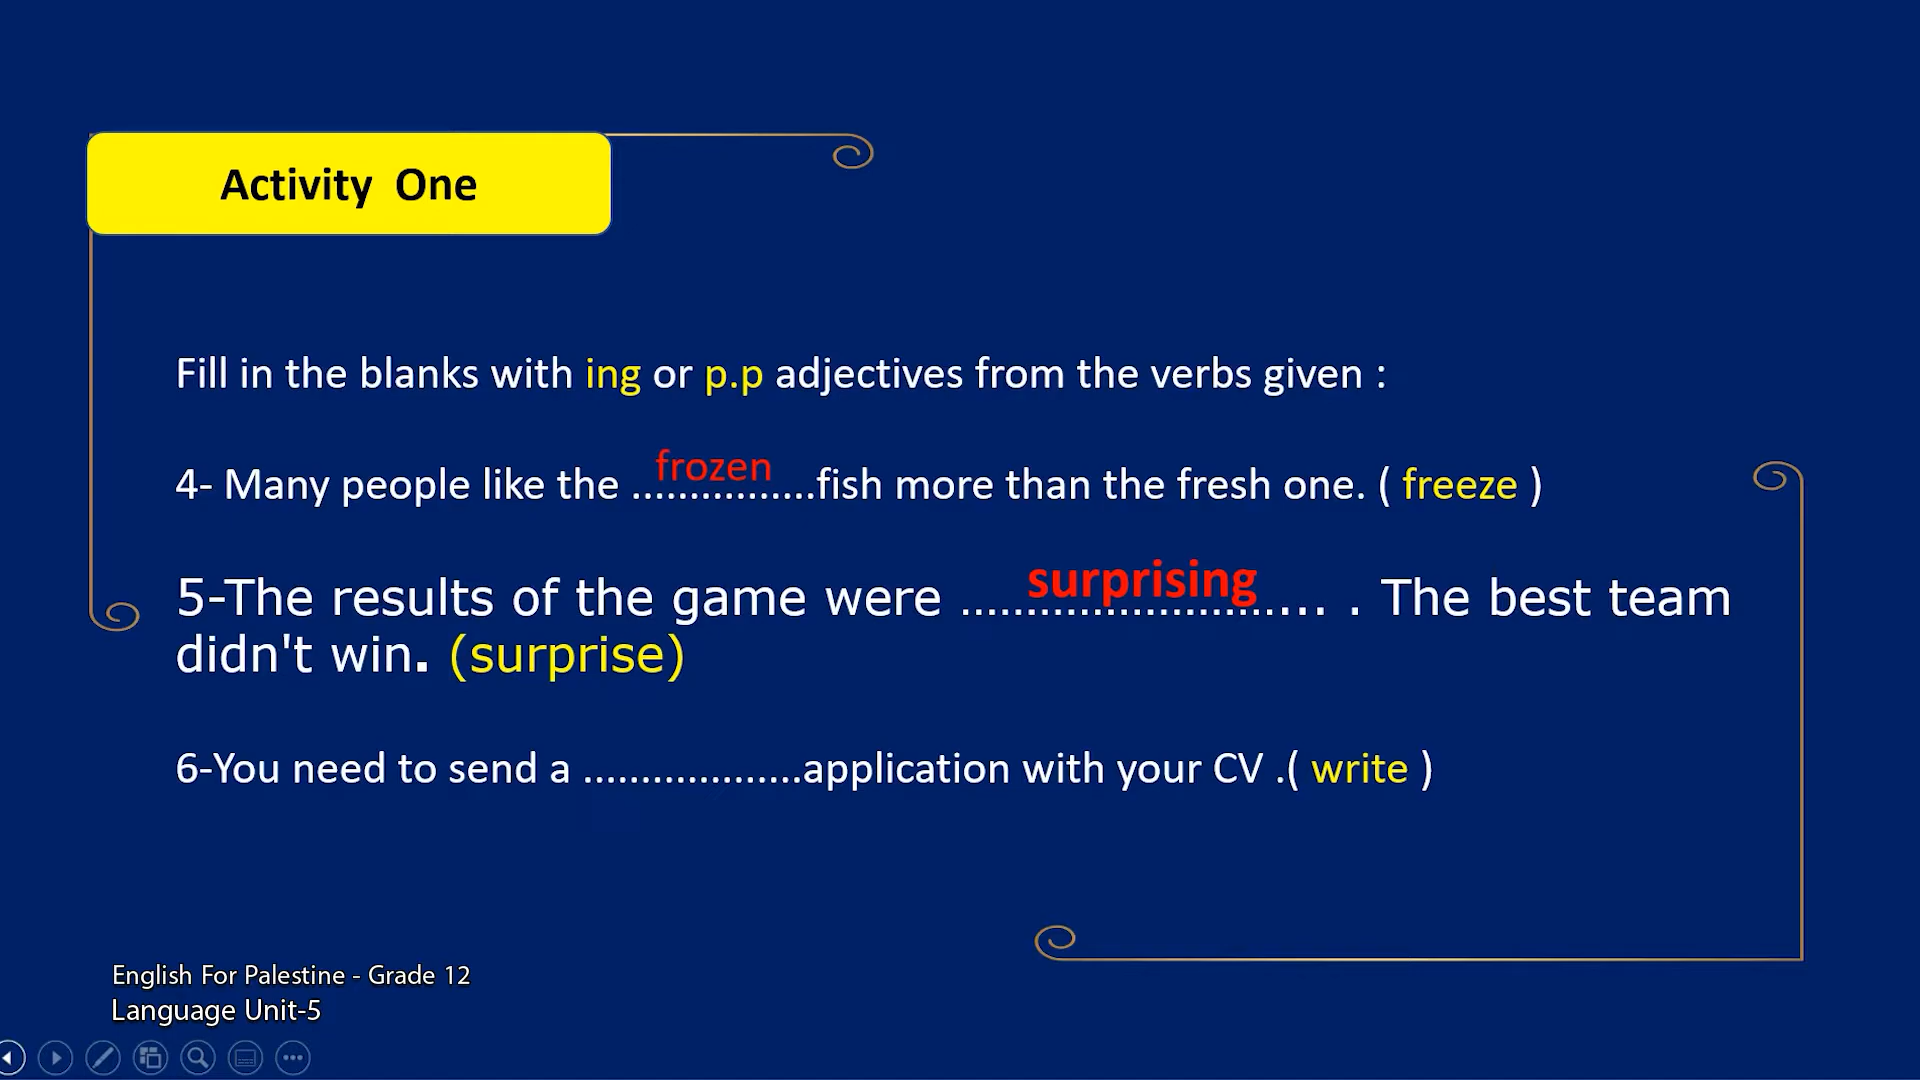 Activity One
Fill in the blanks with ing or p.p adjectives from the verbs given :
4- Many people like the ................fish more than the fresh one. ( freeze )
frozen
5-The results of the game were .......................... . The best team
surprising
didn't win. (surprise)
6-You need to send a ...................application with your CV .( write )
English For Palestine - Grade 12
Language Unit-5